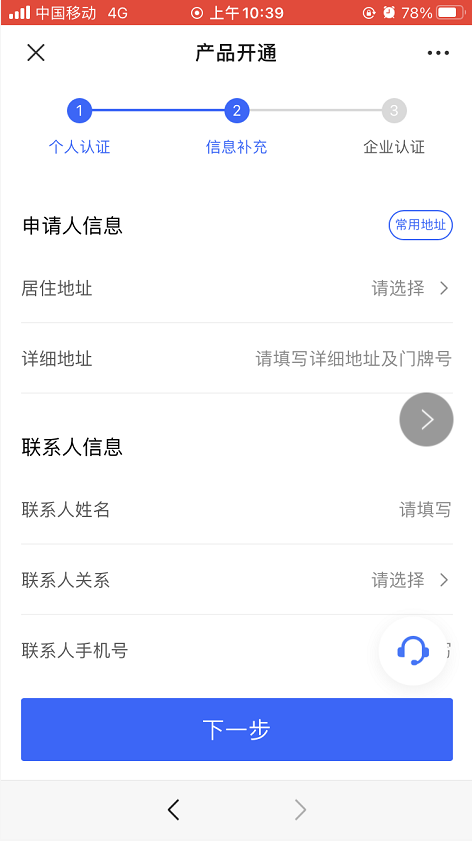 中国移动 4G 上午10:39 78%
产品开通
1 2 3
个人认证 信息补充 企业认证
申请人信息 常用地址
居住地址 请选择
详细地址 请填写详细地址及门牌号
联系人信息
联系人姓名 请填写
联系人关系 请选择
联系人手机号
下一步